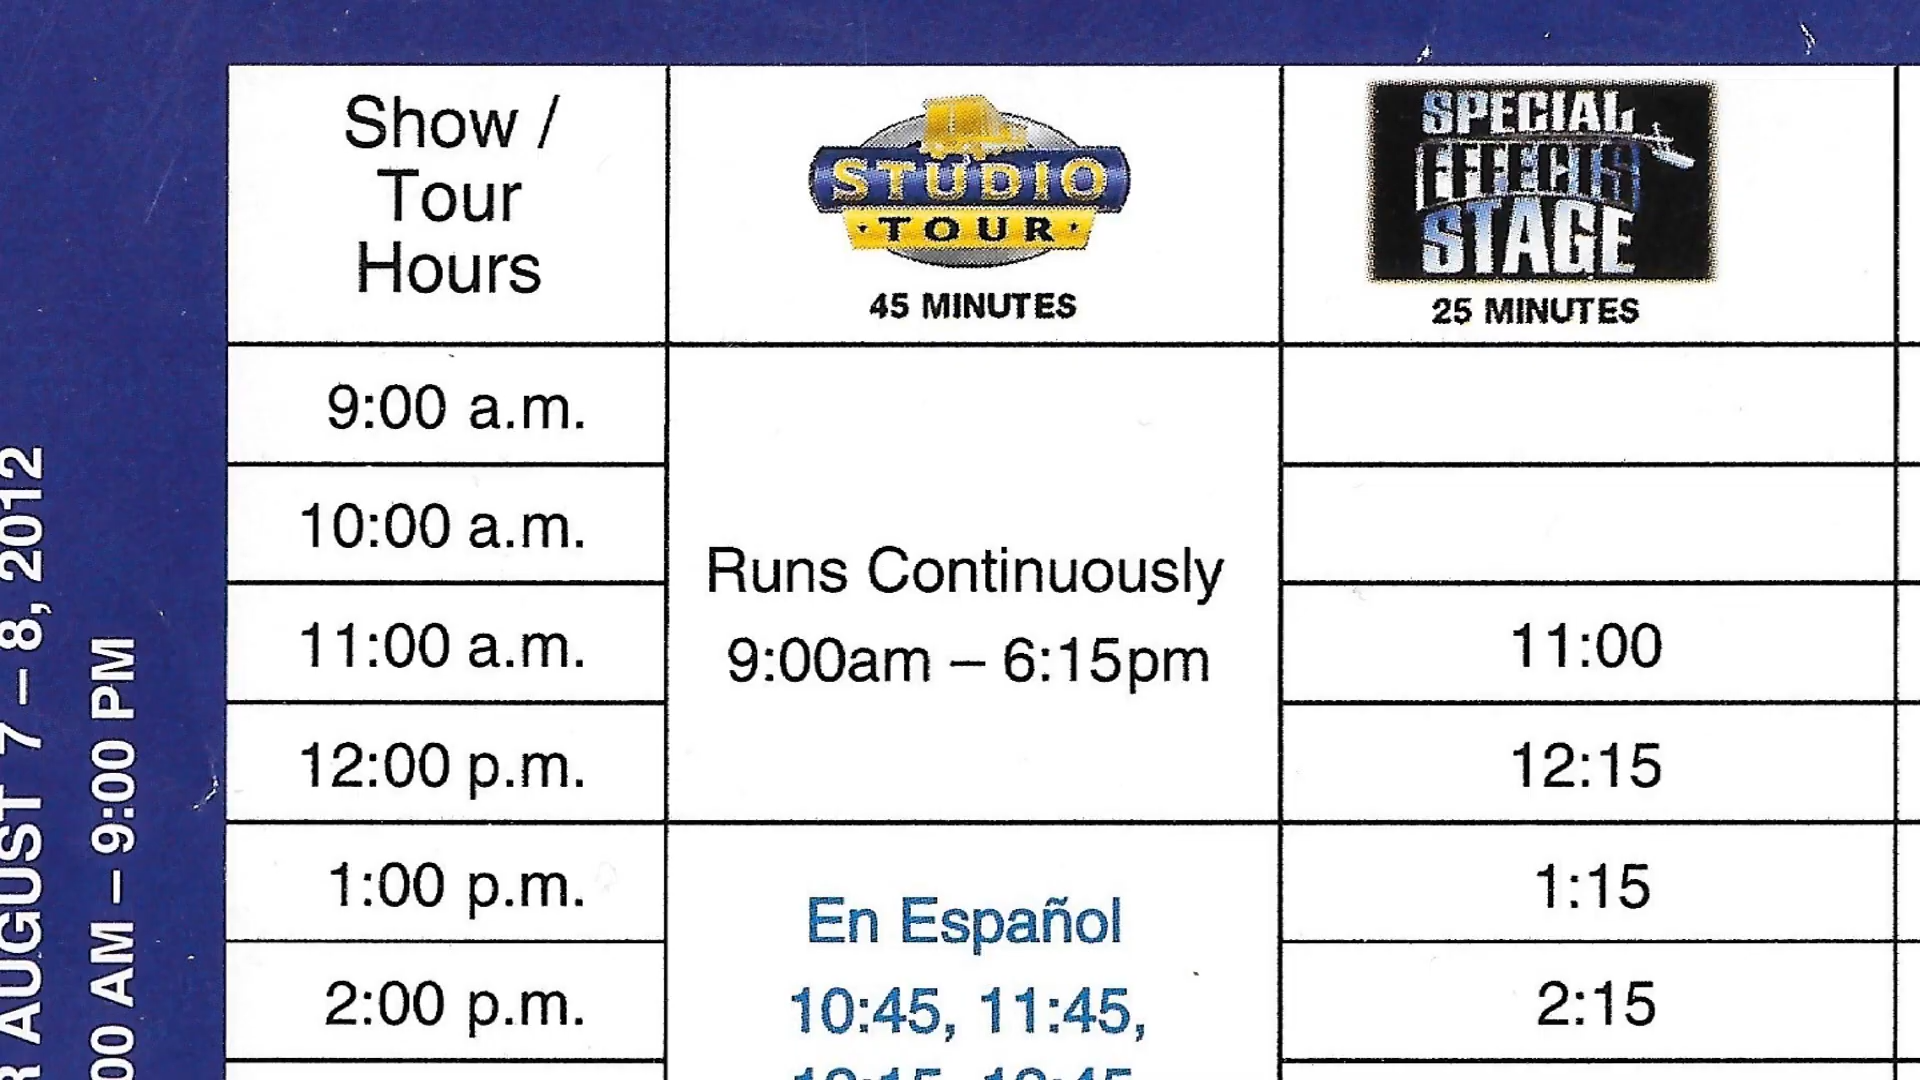 Show /
Tour
Hours
STUDIO
TOUR
45 MINUTES
SPECIAL
EFFECTS
STAGE
25 MINUTES
9:00 a.m.
10:00 a.m.
11:00 a.m.
12:00 p.m.
1:00 p.m.
2:00 p.m.
Runs Continuously
9:00am – 6:15pm
En Español
10:45, 11:45,
11:00
12:15
1:15
2:15
AUGUST 7 – 8, 2012
00 AM – 9:00 PM